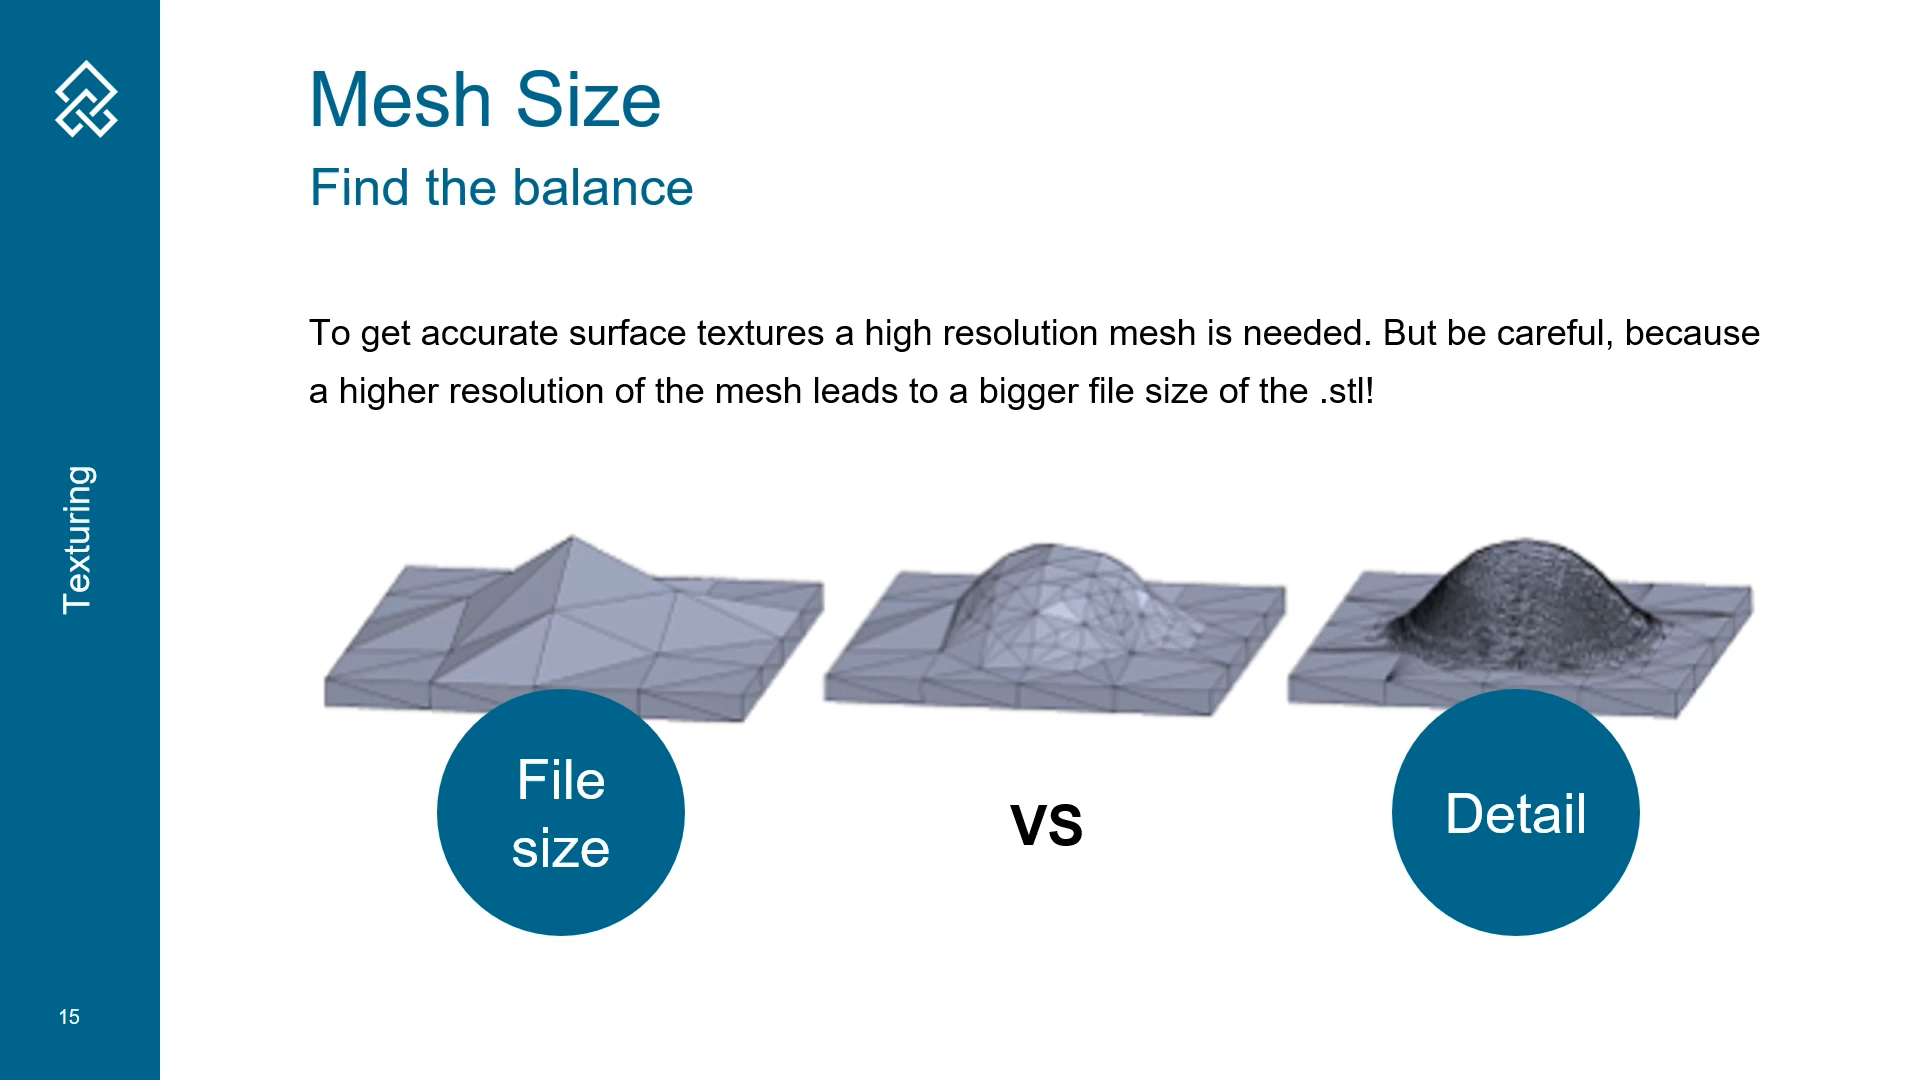 Mesh Size
Find the balance
To get accurate surface textures a high resolution mesh is needed. But be careful, because
a higher resolution of the mesh leads to a bigger file size of the .stl!
Texturing
File
size
vs
Detail
15